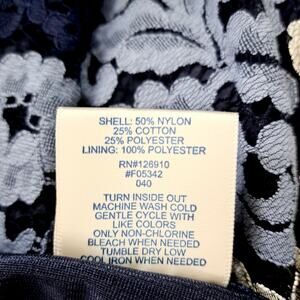 SHELL: 50% NYLON
25% COTTON
25% POLYESTER
LINING: 100% POLYESTER
RN#126910
#F05342
040
TURN INSIDE OUT
MACHINE WASH COLD
GENTLE CYCLE WITH
LIKE COLORS
ONLY NON-CHLORINE
BLEACH WHEN NEEDED
TUMBLE DRY LOW
COOL IRON WHEN NEEDED